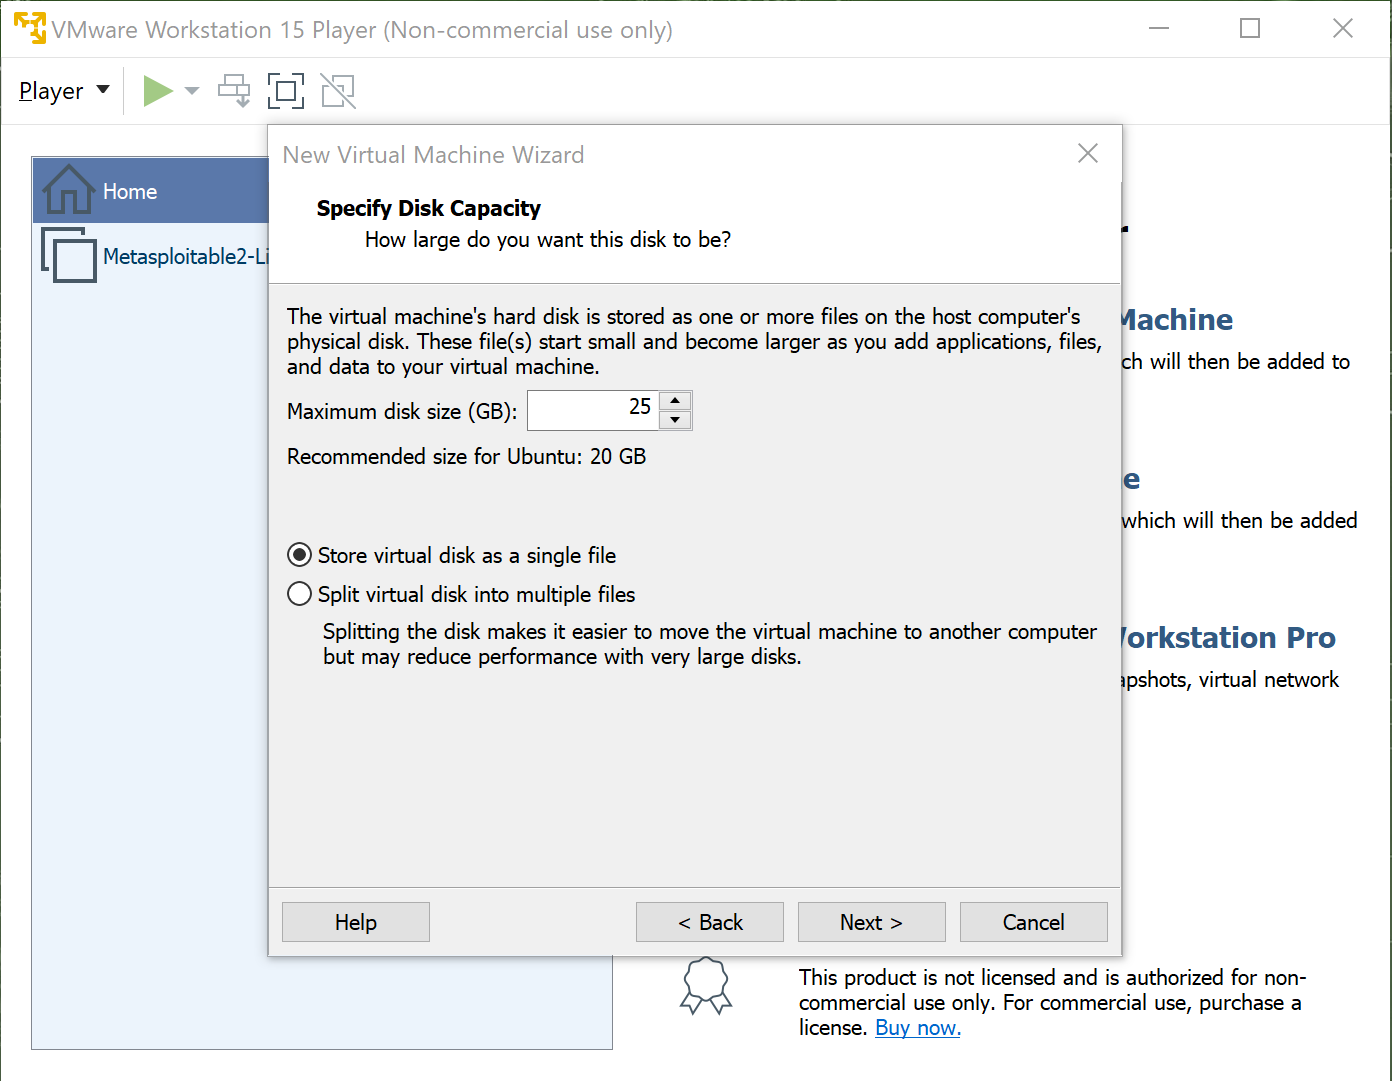 VMware Workstation 15 Player (Non-commercial use only)
Player
New Virtual Machine Wizard
Home
Metasploitable2-Li
Specify Disk Capacity
How large do you want this disk to be?
The virtual machine's hard disk is stored as one or more files on the host computer's
physical disk. These file(s) start small and become larger as you add applications, files,
and data to your virtual machine.
Maximum disk size (GB): 25
Recommended size for Ubuntu: 20 GB
Store virtual disk as a single file
Split virtual disk into multiple files
Splitting the disk makes it easier to move the virtual machine to another computer
but may reduce performance with very large disks.
Help
< Back
Next >
Cancel
r
Machine
ch will then be added to
e
which will then be added
orkstation Pro
apshots, virtual network
This product is not licensed and is authorized for non-
commercial use only. For commercial use, purchase a
license. Buy now.